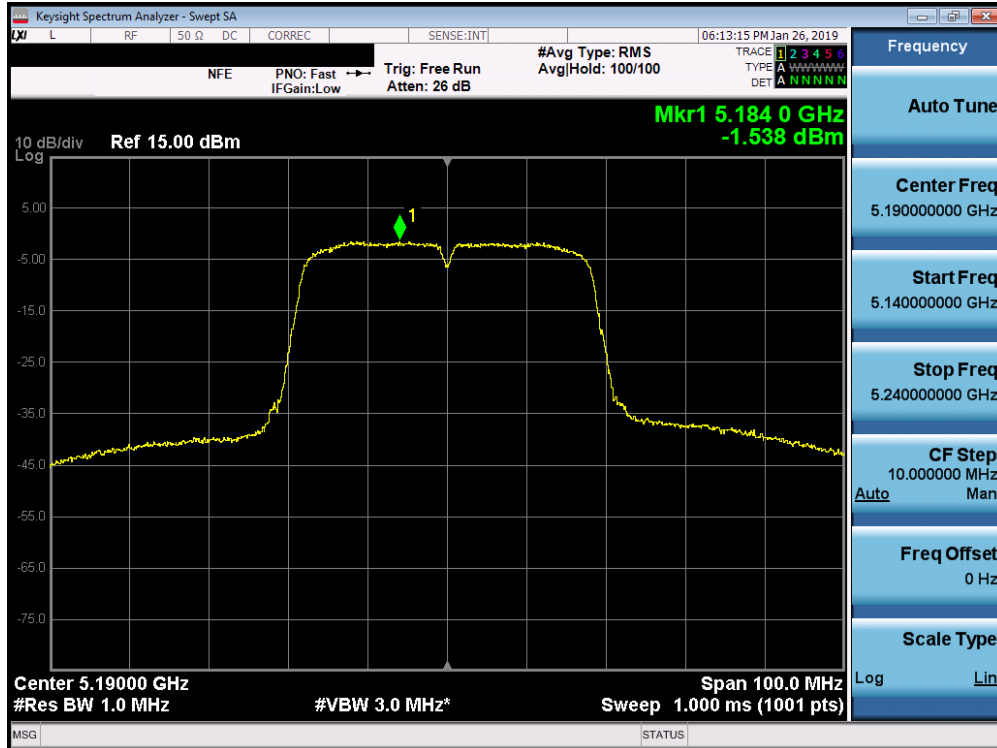 Keysight Spectrum Analyzer - Swept SA
LXI L RF 50 Ω DC CORREC SENSE:INT 06:13:15 PM Jan 26, 2019
NFE PNO: Fast Trig: Free Run #Avg Type: RMS TRACE 1 2 3 4 5 6
IFGain:Low Atten: 26 dB Avg|Hold: 100/100 TYPE A WWWWW
DET A N N N N N
Mkr1 5.184 0 GHz
-1.538 dBm
10 dB/div Ref 15.00 dBm
Log
1
5.00
-5.00
-15.0
-25.0
-35.0
-45.0
-55.0
-65.0
-75.0
Center 5.19000 GHz Span 100.0 MHz
#Res BW 1.0 MHz #VBW 3.0 MHz* Sweep 1.000 ms (1001 pts)
MSG STATUS
Frequency
Auto Tune
Center Freq
5.190000000 GHz
Start Freq
5.140000000 GHz
Stop Freq
5.240000000 GHz
CF Step
10.000000 MHz
Auto Man
Freq Offset
0 Hz
Scale Type
Log Lin